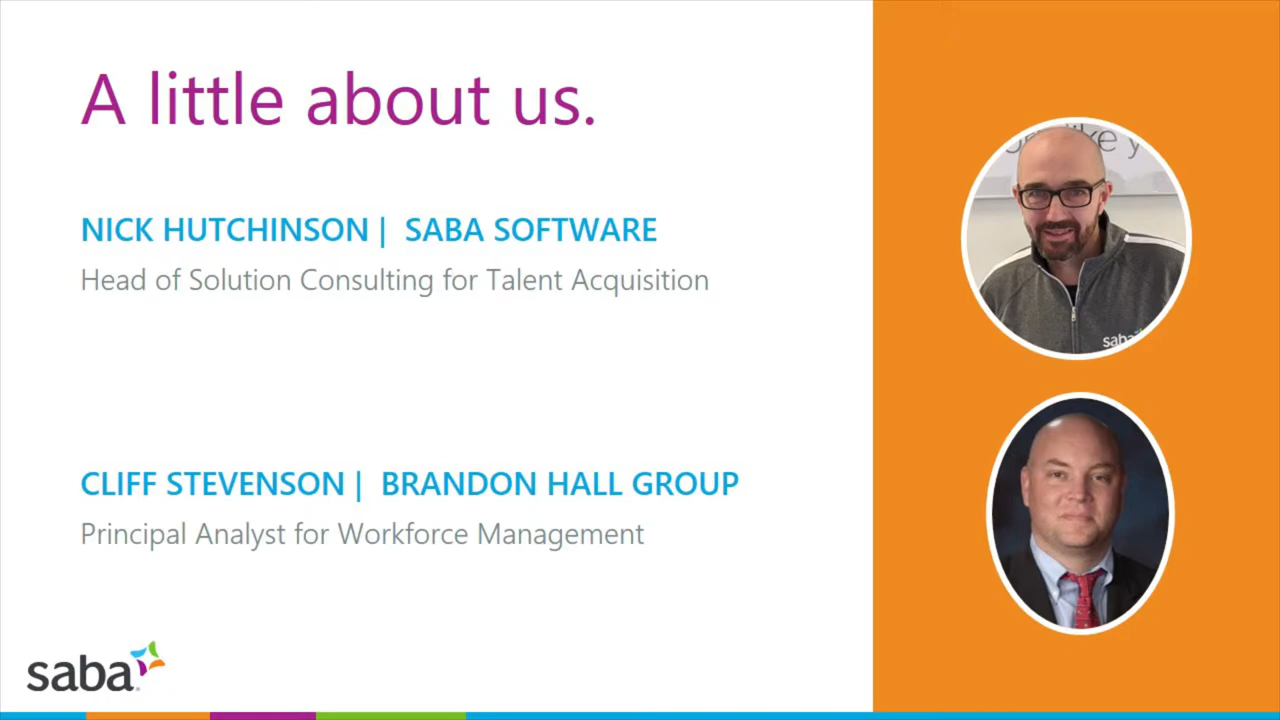 A little about us.
NICK HUTCHINSON | SABA SOFTWARE
Head of Solution Consulting for Talent Acquisition
CLIFF STEVENSON | BRANDON HALL GROUP
Principal Analyst for Workforce Management
saba
saba